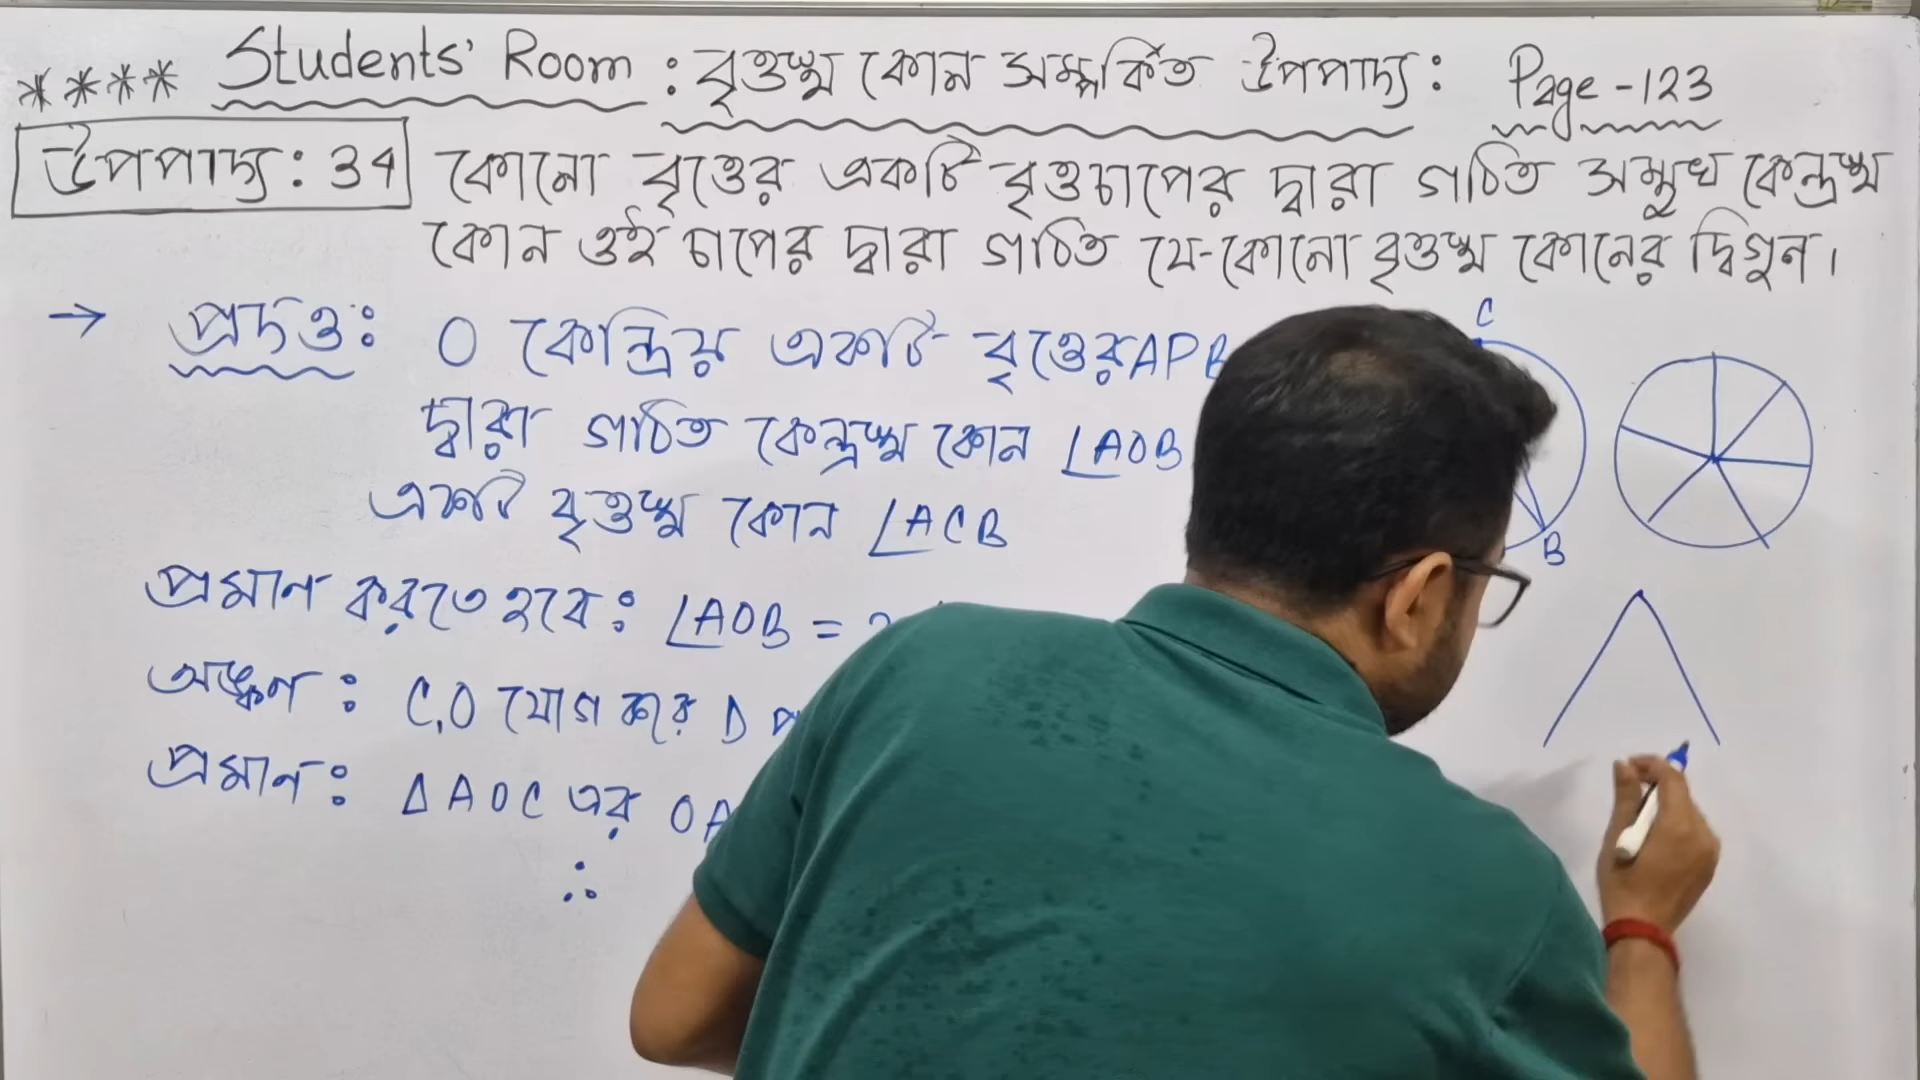 **** Students' Room : বৃত্তস্থ কোন সম্পর্কিত উপপাদ্য : Page - 123
উপপাদ্য : 34 কোনো বৃত্তের একটি বৃত্তচাপের দ্বারা গঠিত সম্মুখ কেন্দ্রস্থ
কোন ওই চাপের দ্বারা গঠিত যে-কোনো বৃত্তস্থ কোনের দ্বিগুন।
→ প্রদত্ত : O কেন্দ্রিয় একটি বৃত্তের APB
দ্বারা গঠিত কেন্দ্রস্থ কোন ∠AOB
একটি বৃত্তস্থ কোন ∠ACB
প্রমান করতে হবে : ∠AOB =
অঙ্কণ : C,O যোগ করে D
প্রমান : ΔAOC এর OA
∴
C
B